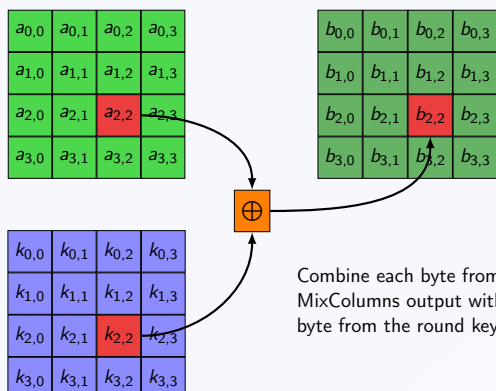 a0,0 a0,1 a0,2 a0,3
a1,0 a1,1 a1,2 a1,3
a2,0 a2,1 a2,2 a2,3
a3,0 a3,1 a3,2 a3,3
b0,0 b0,1 b0,2 b0,3
b1,0 b1,1 b1,2 b1,3
b2,0 b2,1 b2,2 b2,3
b3,0 b3,1 b3,2 b3,3
⊕
k0,0 k0,1 k0,2 k0,3
k1,0 k1,1 k1,2 k1,3
k2,0 k2,1 k2,2 k2,3
k3,0 k3,1 k3,2 k3,3
Combine each byte from
MixColumns output with
byte from the round key